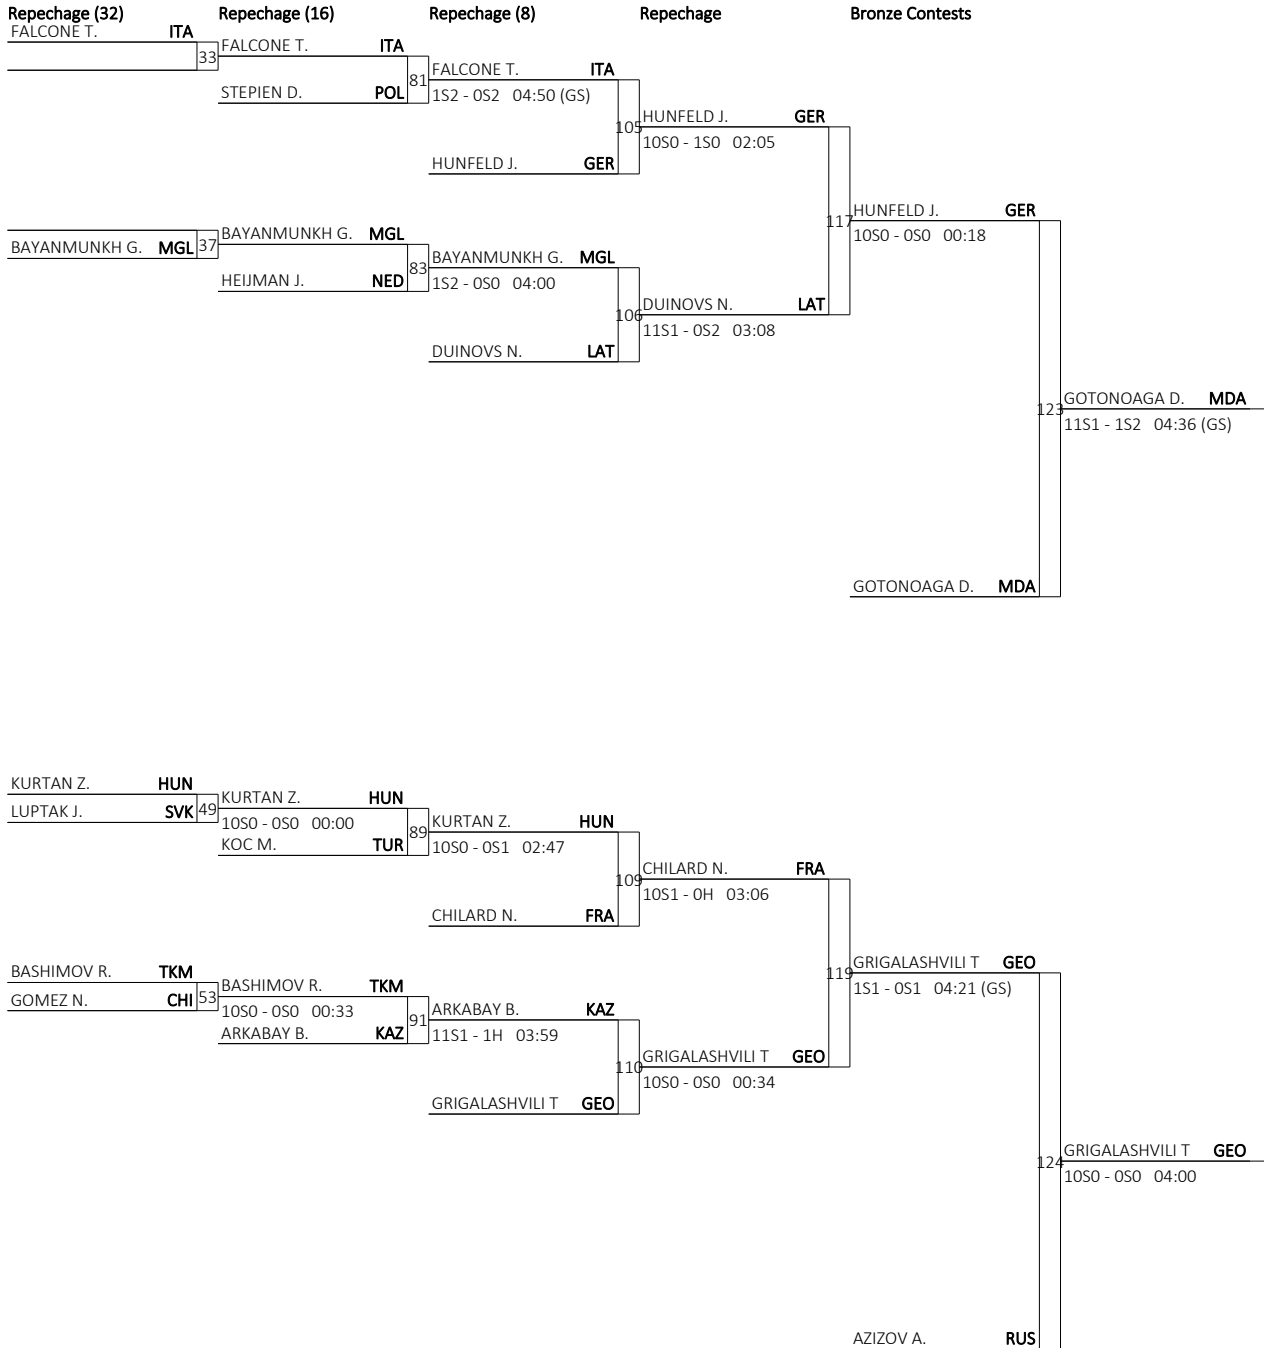 Repechage (32) Repechage (16) Repechage (8) Repechage Bronze Contests
FALCONE T. ITA
33
FALCONE T. ITA
STEPIEN D. POL
81
FALCONE T. ITA
1S2 - 0S2 04:50 (GS)
HUNFELD J. GER
105
HUNFELD J. GER
10S0 - 1S0 02:05
BAYANMUNKH G. MGL
37
BAYANMUNKH G. MGL
HEIJMAN J. NED
83
BAYANMUNKH G. MGL
1S2 - 0S0 04:00
DUINOVS N. LAT
106
DUINOVS N. LAT
11S1 - 0S2 03:08
117
HUNFELD J. GER
10S0 - 0S0 00:18
GOTONOAGA D. MDA
123
GOTONOAGA D. MDA
11S1 - 1S2 04:36 (GS)
KURTAN Z. HUN
LUPTAK J. SVK
49
KURTAN Z. HUN
10S0 - 0S0 00:00
KOC M. TUR
89
KURTAN Z. HUN
10S0 - 0S1 02:47
CHILARD N. FRA
109
CHILARD N. FRA
10S1 - 0H 03:06
BASHIMOV R. TKM
GOMEZ N. CHI
53
BASHIMOV R. TKM
10S0 - 0S0 00:33
ARKABAY B. KAZ
91
ARKABAY B. KAZ
11S1 - 1H 03:59
GRIGALASHVILI T GEO
110
GRIGALASHVILI T GEO
10S0 - 0S0 00:34
119
GRIGALASHVILI T GEO
1S1 - 0S1 04:21 (GS)
AZIZOV A. RUS
124
GRIGALASHVILI T GEO
10S0 - 0S0 04:00